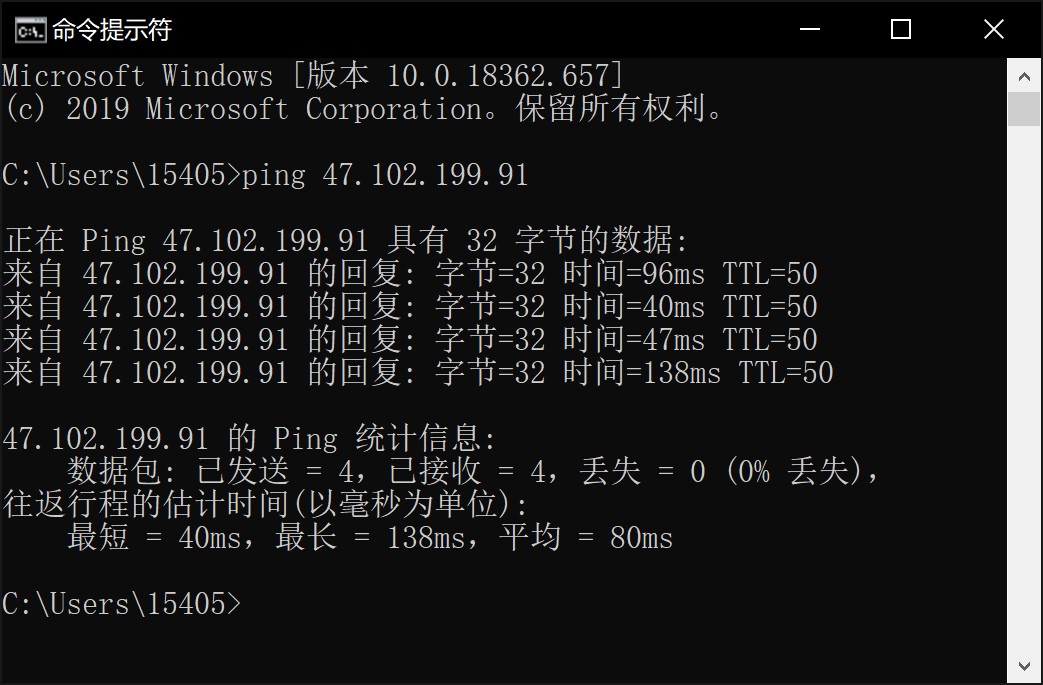 命令提示符
Microsoft Windows [版本 10.0.18362.657]
(c) 2019 Microsoft Corporation。保留所有权利。
C:\Users\15405>ping 47.102.199.91
正在 Ping 47.102.199.91 具有 32 字节的数据:
来自 47.102.199.91 的回复: 字节=32 时间=96ms TTL=50
来自 47.102.199.91 的回复: 字节=32 时间=40ms TTL=50
来自 47.102.199.91 的回复: 字节=32 时间=47ms TTL=50
来自 47.102.199.91 的回复: 字节=32 时间=138ms TTL=50
47.102.199.91 的 Ping 统计信息:
    数据包: 已发送 = 4，已接收 = 4，丢失 = 0 (0% 丢失)，
往返行程的估计时间(以毫秒为单位):
    最短 = 40ms，最长 = 138ms，平均 = 80ms
C:\Users\15405>